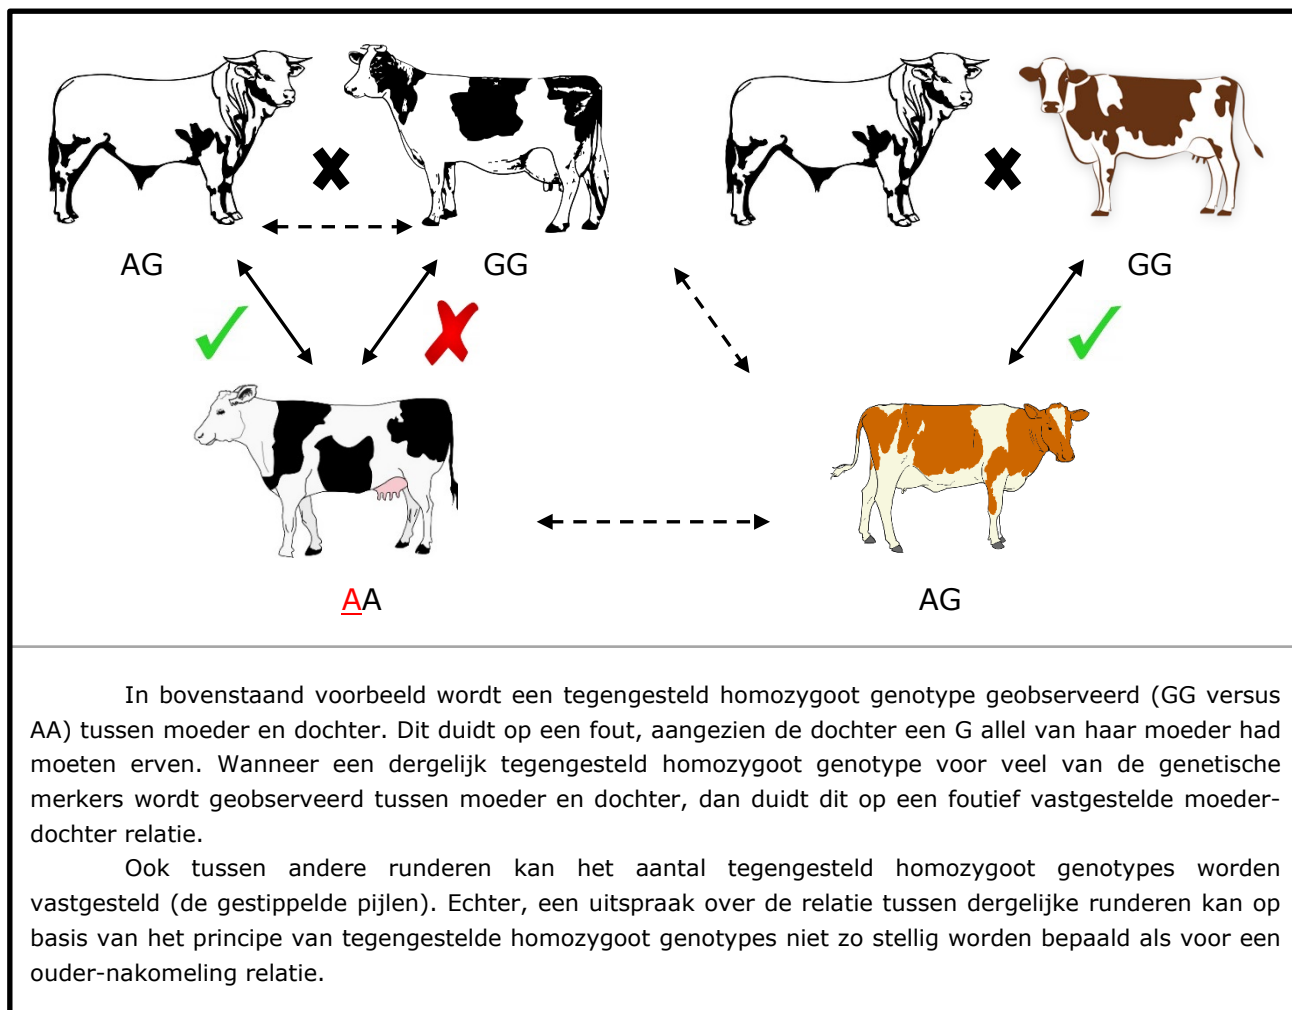 AG
GG
GG
AA
AG
In bovenstaand voorbeeld wordt een tegengesteld homozygoot genotype geobserveerd (GG versus
AA) tussen moeder en dochter. Dit duidt op een fout, aangezien de dochter een G allel van haar moeder had
moeten erven. Wanneer een dergelijk tegengesteld homozygoot genotype voor veel van de genetische
merkers wordt geobserveerd tussen moeder en dochter, dan duidt dit op een foutief vastgestelde moeder-
dochter relatie.
Ook tussen andere runderen kan het aantal tegengesteld homozygoot genotypes worden
vastgesteld (de gestippelde pijlen). Echter, een uitspraak over de relatie tussen dergelijke runderen kan op
basis van het principe van tegengestelde homozygoot genotypes niet zo stellig worden bepaald als voor een
ouder-nakomeling relatie.